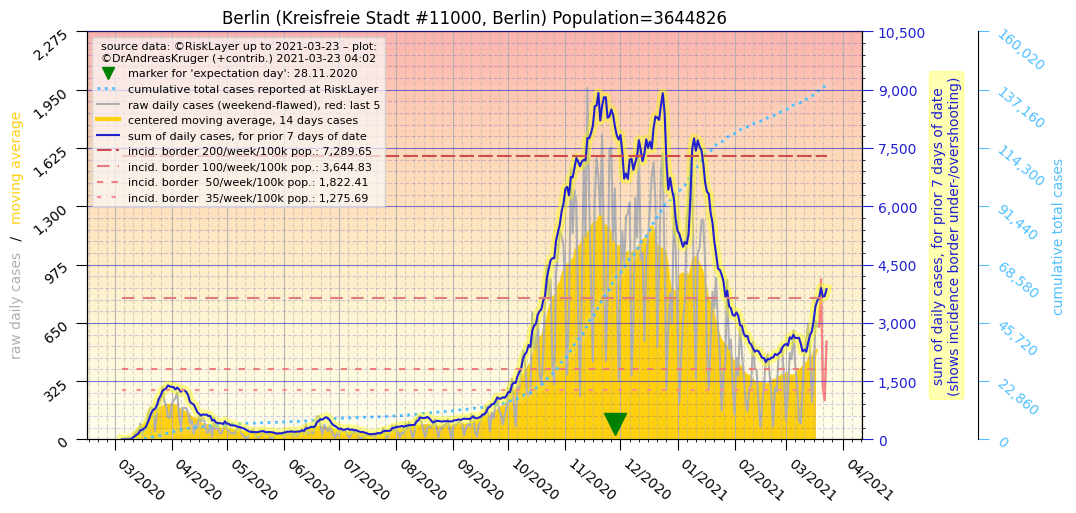 Berlin (Kreisfreie Stadt #11000, Berlin) Population=3644826
source data: ©RiskLayer up to 2021-03-23 – plot:
©DrAndreasKruger (+contrib.) 2021-03-23 04:02
marker for 'expectation day': 28.11.2020
cumulative total cases reported at RiskLayer
raw daily cases (weekend-flawed), red: last 5
centered moving average, 14 days cases
sum of daily cases, for prior 7 days of date
incid. border 200/week/100k pop.: 7,289.65
incid. border 100/week/100k pop.: 3,644.83
incid. border  50/week/100k pop.: 1,822.41
incid. border  35/week/100k pop.: 1,275.69
raw daily cases  /  moving average
2,275
1,950
1,625
1,300
975
650
325
0
03/2020
04/2020
05/2020
06/2020
07/2020
08/2020
09/2020
10/2020
11/2020
12/2020
01/2021
02/2021
03/2021
04/2021
10,500
9,000
7,500
6,000
4,500
3,000
1,500
0
sum of daily cases, for prior 7 days of date
(shows incidence border under-/overshooting)
160,020
137,160
114,300
91,440
68,580
45,720
22,860
0
cumulative total cases